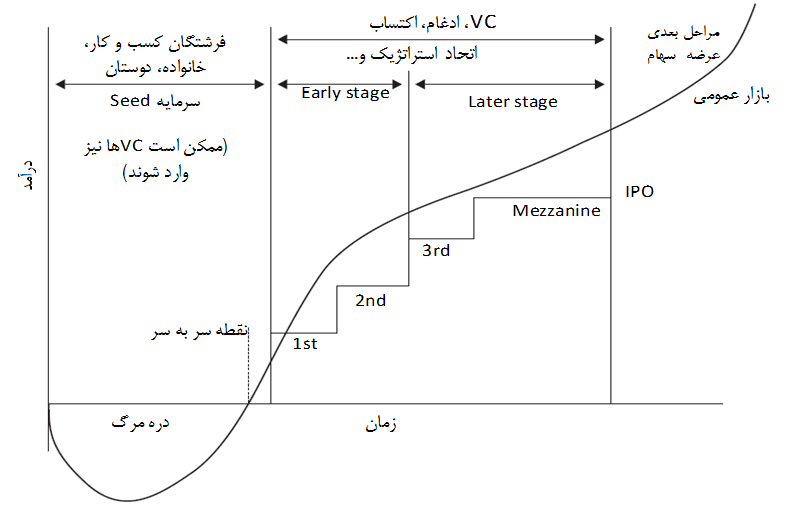 فرشتگان کسب و کار،
خانواده، دوستان
سرمایه Seed
(ممکن است VCها نیز
وارد شوند)
VC، ادغام، اکتساب
اتحاد استراتژیک و...
Early stage
Later stage
مراحل بعدی
عرضه سهام
بازار عمومی
درآمد
IPO
Mezzanine
3rd
2nd
1st
نقطه سر به سر
دره مرگ
زمان